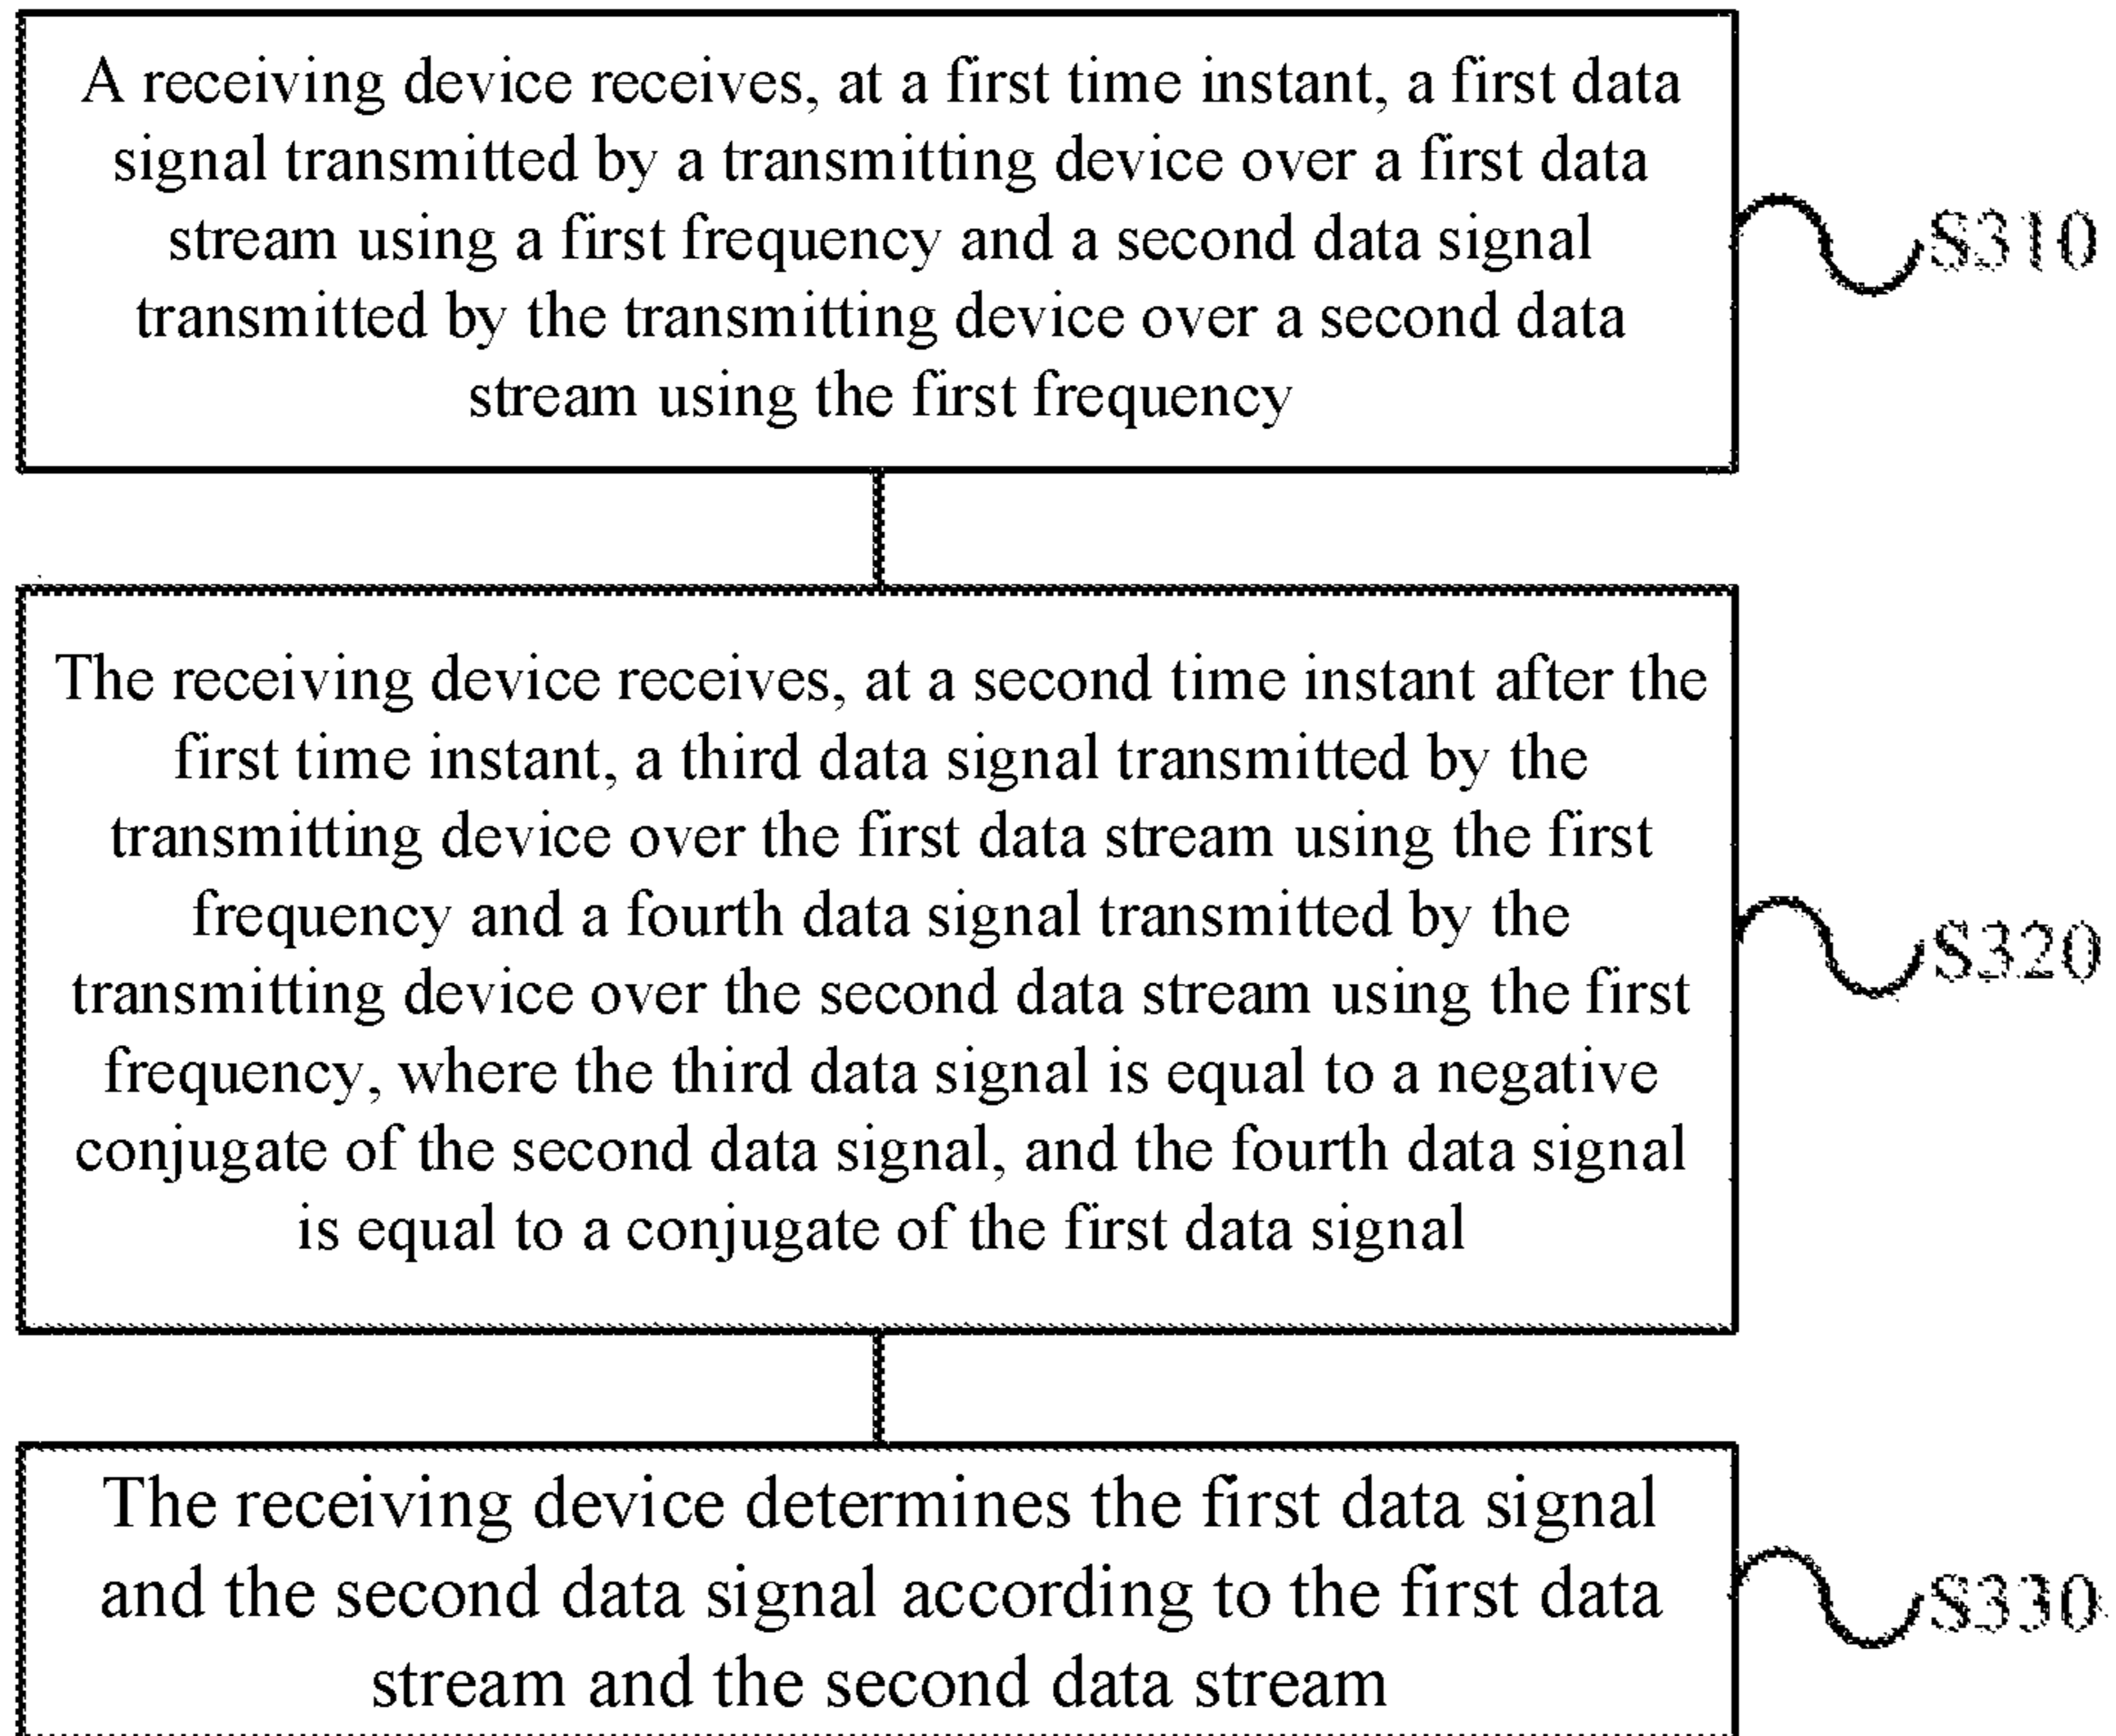 A receiving device receives, at a first time instant, a first data
signal transmitted by a transmitting device over a first data
stream using a first frequency and a second data signal
transmitted by the transmitting device over a second data
stream using the first frequency
S310
The receiving device receives, at a second time instant after the
first time instant, a third data signal transmitted by the
transmitting device over the first data stream using the first
frequency and a fourth data signal transmitted by the
transmitting device over the second data stream using the first
frequency, where the third data signal is equal to a negative
conjugate of the second data signal, and the fourth data signal
is equal to a conjugate of the first data signal
S320
The receiving device determines the first data signal
and the second data signal according to the first data
stream and the second data stream
S330